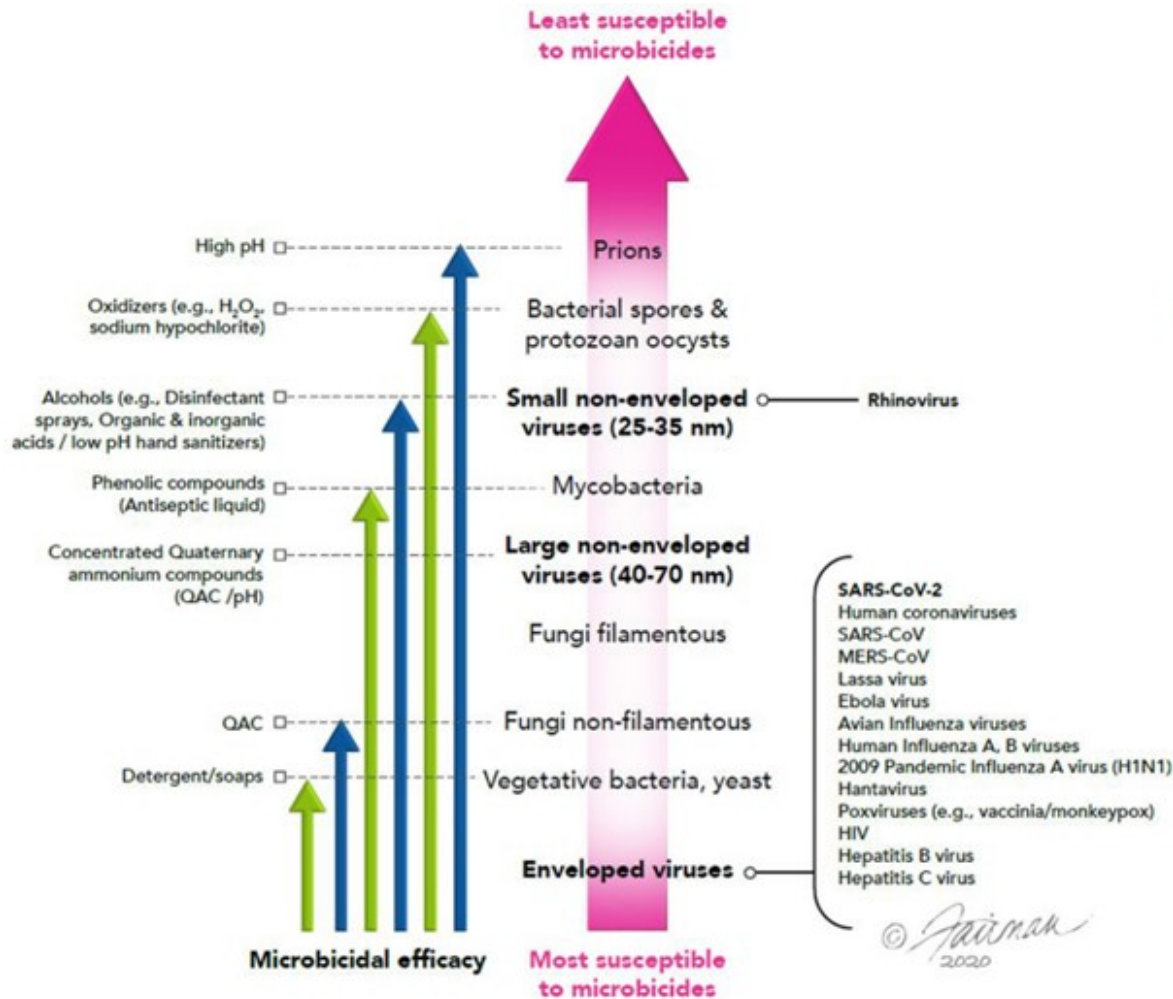 Least susceptible
to microbicides
High pH
Prions
Oxidizers (e.g., H₂O₂,
sodium hypochlorite)
Bacterial spores &
protozoan oocysts
Alcohols (e.g., Disinfectant
sprays, Organic & inorganic
acids / low pH hand sanitizers)
Small non-enveloped
viruses (25-35 nm)
Rhinovirus
Phenolic compounds
(Antiseptic liquid)
Mycobacteria
Concentrated Quaternary
ammonium compounds
(QAC /pH)
Large non-enveloped
viruses (40-70 nm)
Fungi filamentous
QAC
Fungi non-filamentous
Detergent/soaps
Vegetative bacteria, yeast
Enveloped viruses
SARS-CoV-2
Human coronaviruses
SARS-CoV
MERS-CoV
Lassa virus
Ebola virus
Avian Influenza viruses
Human Influenza A, B viruses
2009 Pandemic Influenza A virus (H1N1)
Hantavirus
Poxviruses (e.g., vaccinia/monkeypox)
HIV
Hepatitis B virus
Hepatitis C virus
Microbicidal efficacy
Most susceptible
to microbicides
© Fairman
2020